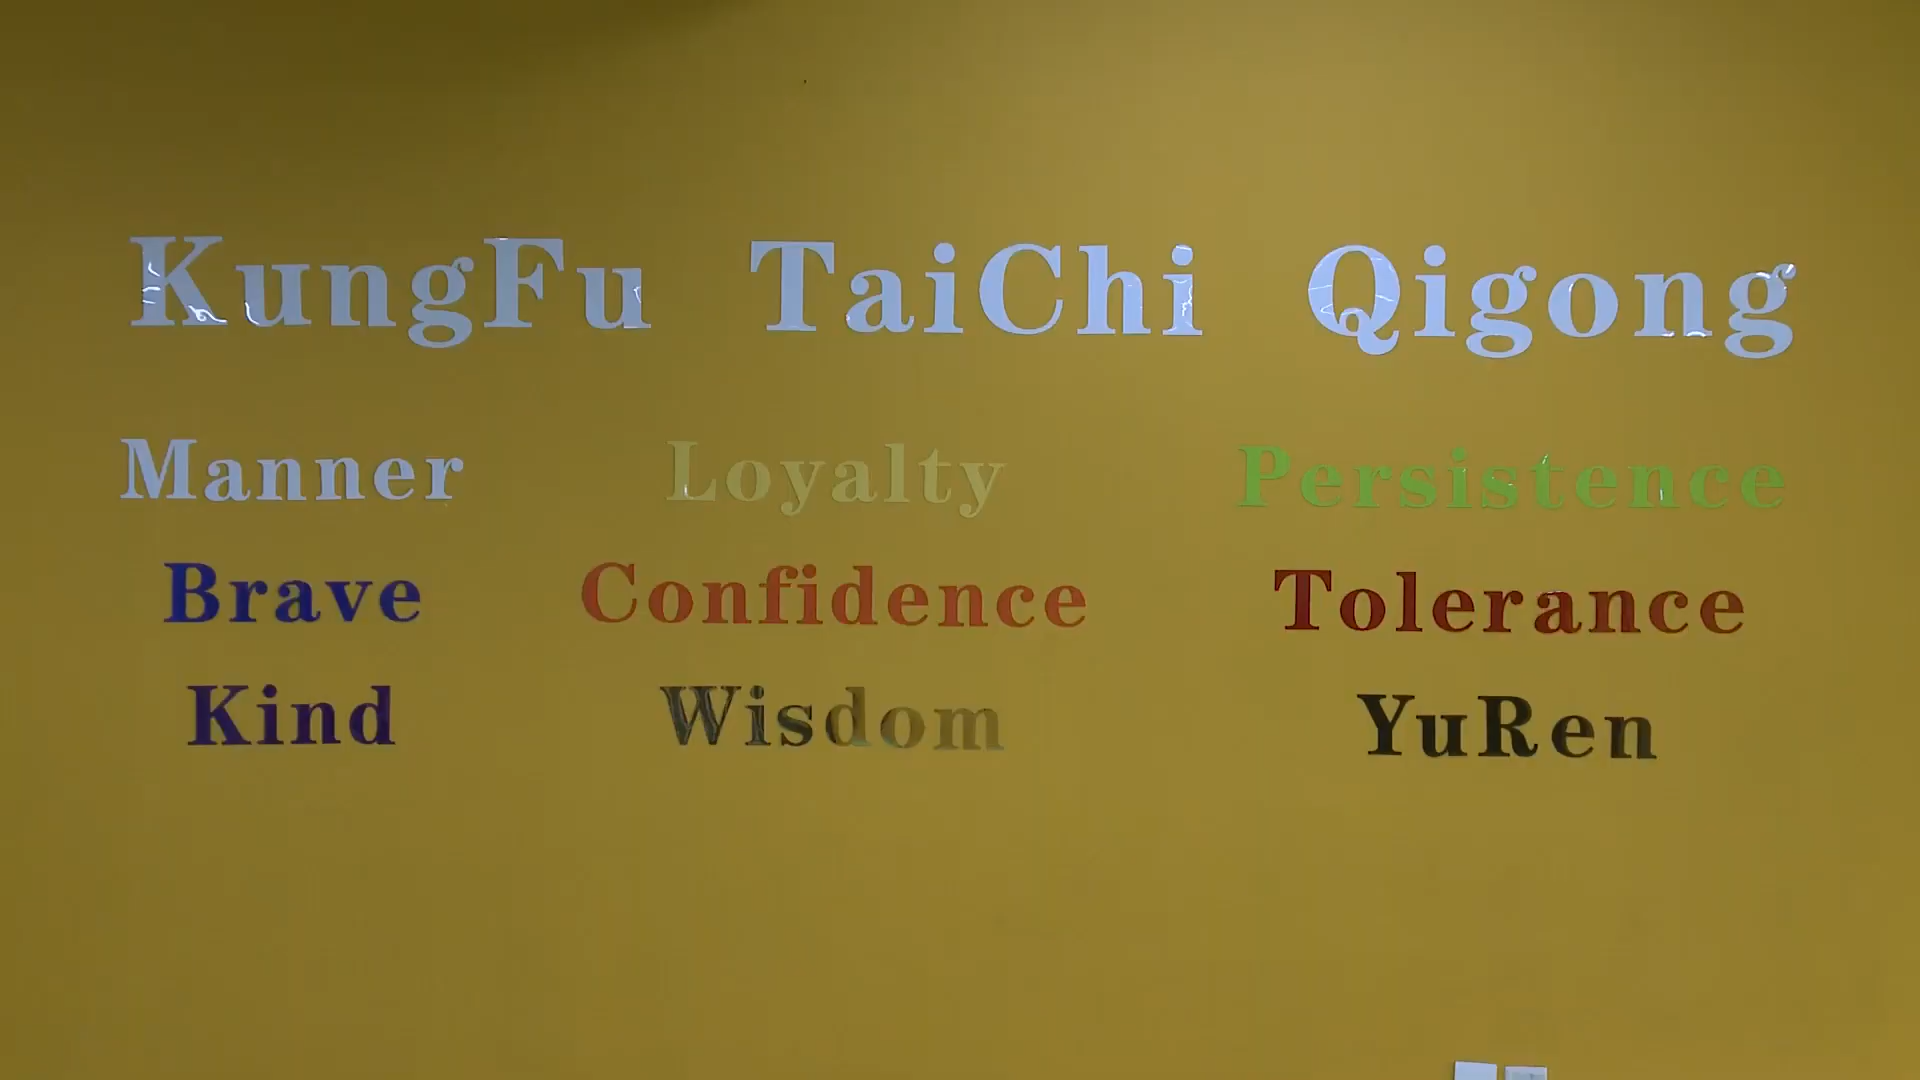 KungFu TaiChi Qigong
Manner Loyalty Persistence
Brave Confidence Tolerance
Kind Wisdom YuRen